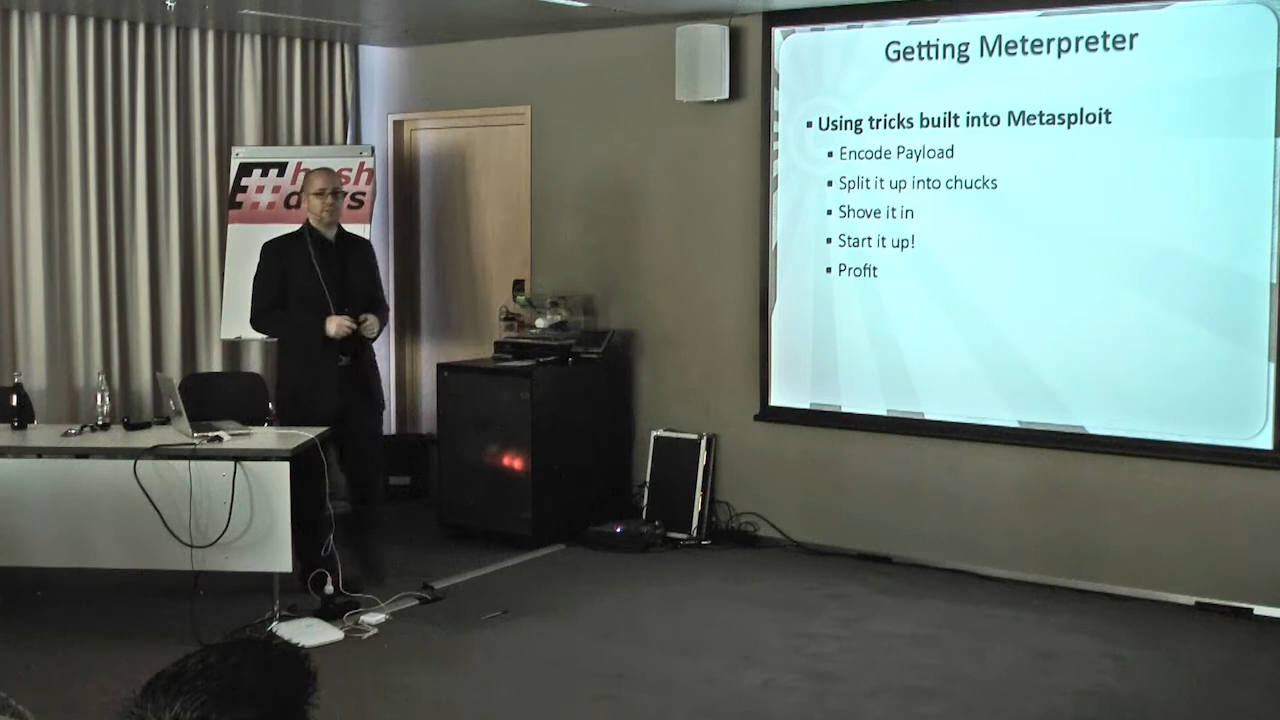 hash
days
Getting Meterpreter
Using tricks built into Metasploit
Encode Payload
Split it up into chucks
Shove it in
Start it up!
Profit